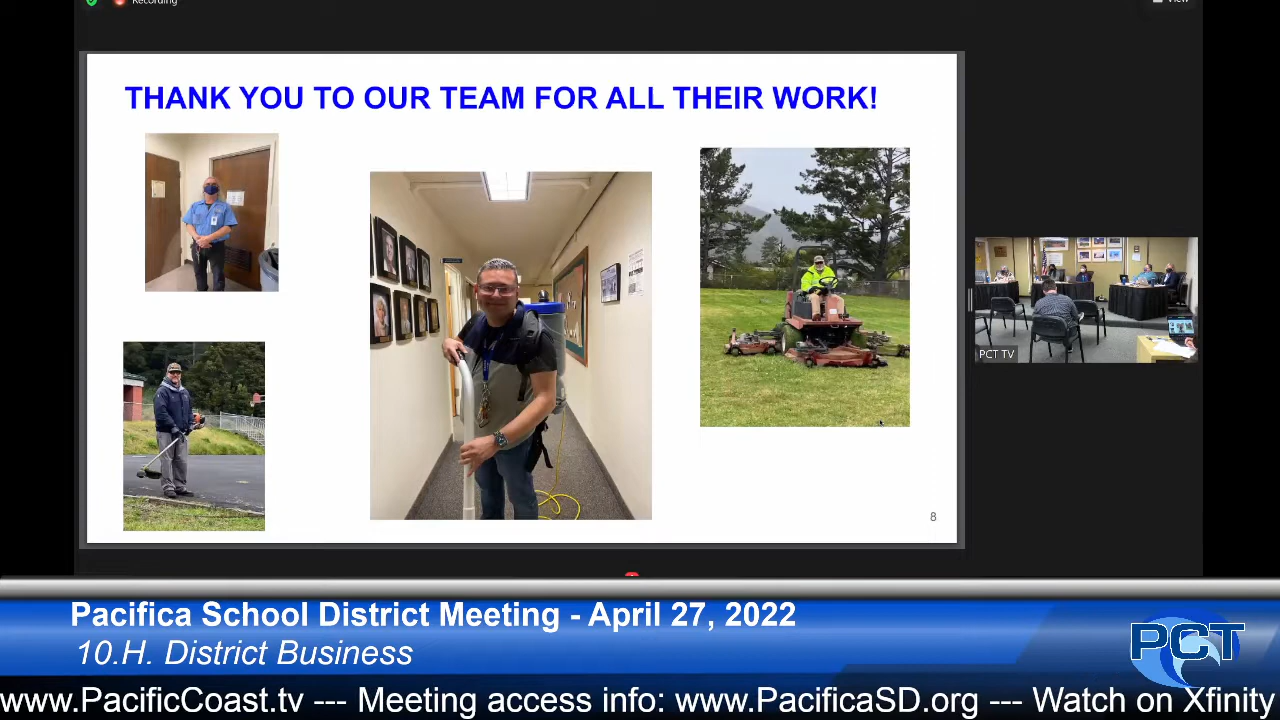 Recording
View
THANK YOU TO OUR TEAM FOR ALL THEIR WORK!
8
PCT TV
Pacifica School District Meeting - April 27, 2022
10.H. District Business
PCT
www.PacificCoast.tv --- Meeting access info: www.PacificaSD.org --- Watch on Xfinity